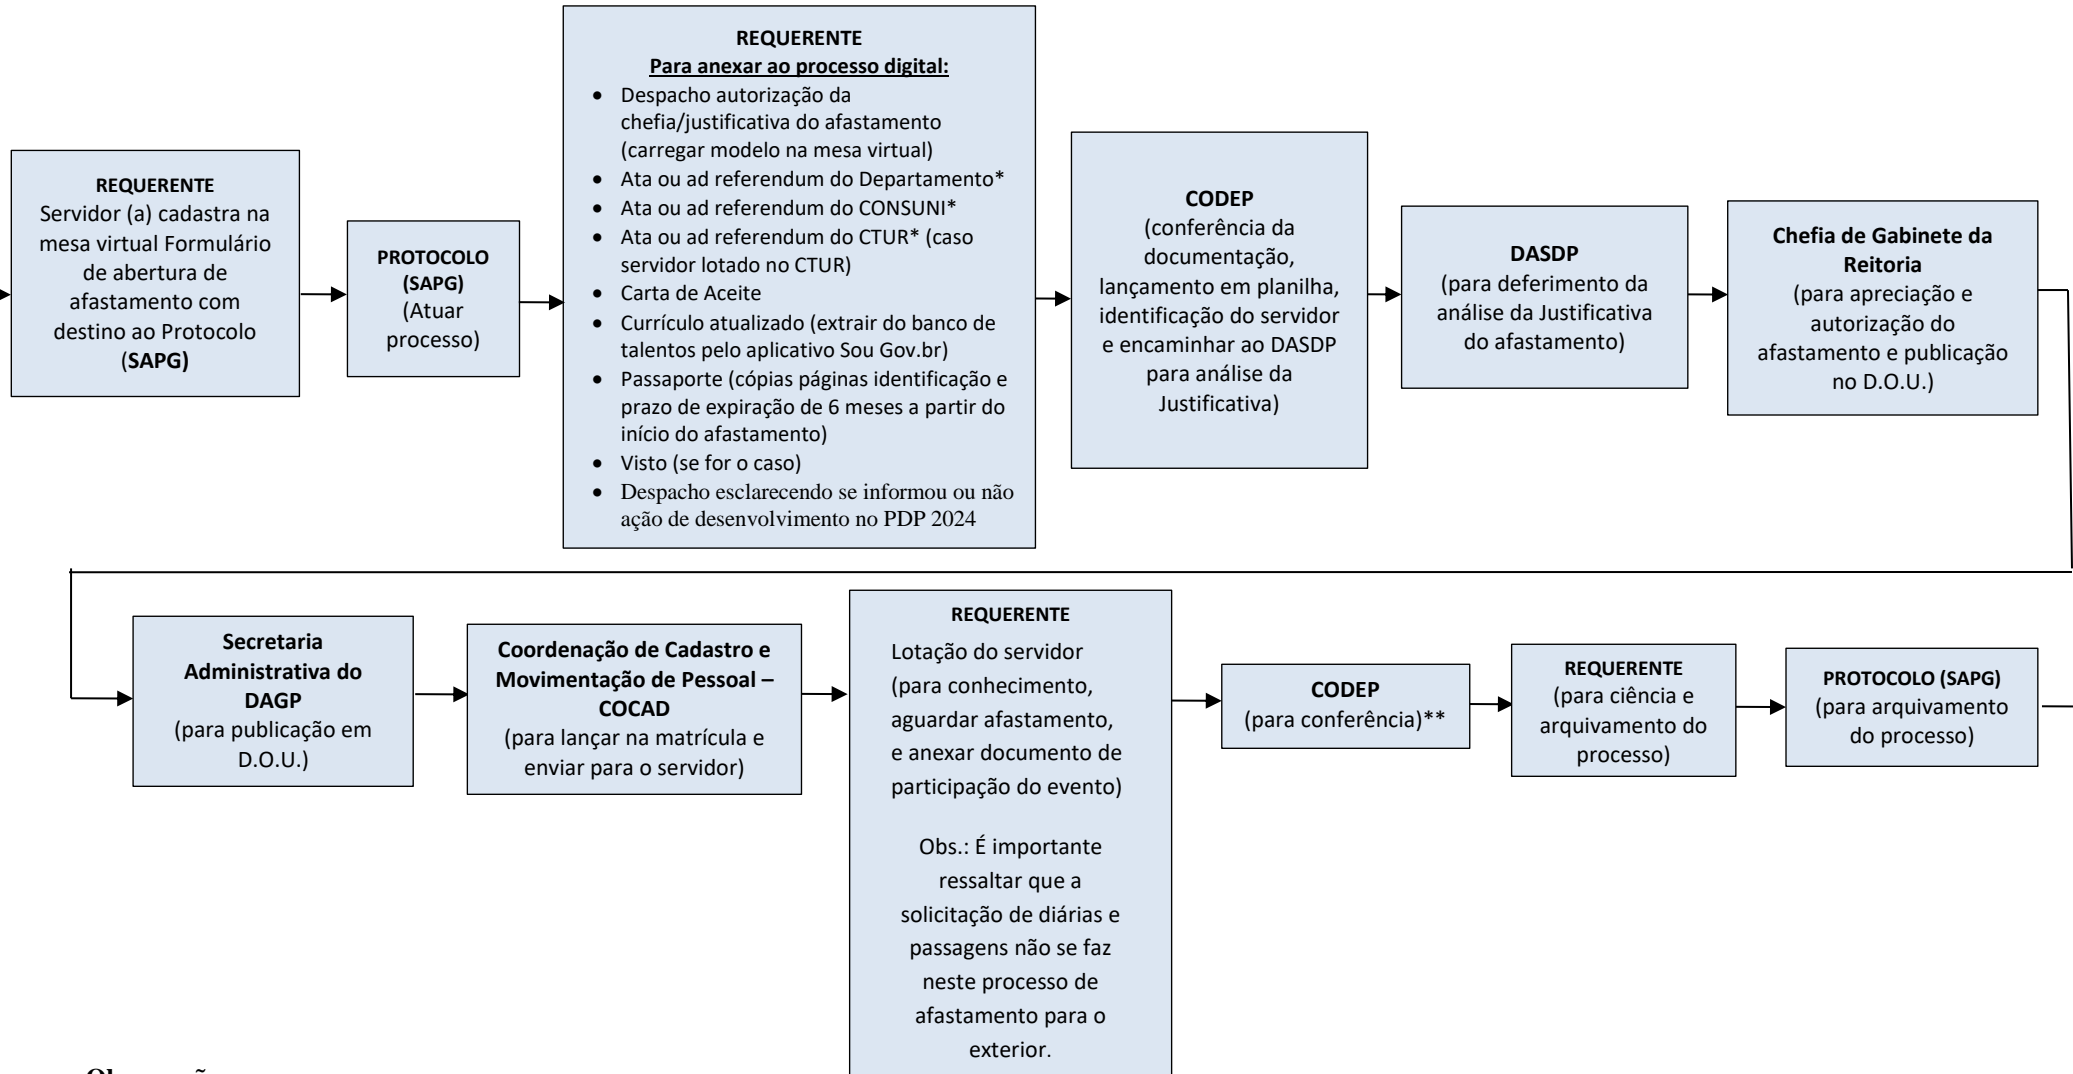 REQUERENTE
Servidor (a) cadastra na
mesa virtual Formulário
de abertura de
afastamento com
destino ao Protocolo
(SAPG)
PROTOCOLO
(SAPG)
(Atuar
processo)
REQUERENTE
Para anexar ao processo digital:
• Despacho autorização da
chefia/justificativa do afastamento
(carregar modelo na mesa virtual)
• Ata ou ad referendum do Departamento*
• Ata ou ad referendum do CONSUNI*
• Ata ou ad referendum do CTUR* (caso
servidor lotado no CTUR)
• Carta de Aceite
• Currículo atualizado (extrair do banco de
talentos pelo aplicativo Sou Gov.br)
• Passaporte (cópias páginas identificação e
prazo de expiração de 6 meses a partir do
início do afastamento)
• Visto (se for o caso)
• Despacho esclarecendo se informou ou não
ação de desenvolvimento no PDP 2024
CODEP
(conferência da
documentação,
lançamento em planilha,
identificação do servidor
e encaminhar ao DASDP
para análise da
Justificativa)
DASDP
(para deferimento da
análise da Justificativa
do afastamento)
Chefia de Gabinete da
Reitoria
(para apreciação e
autorização do
afastamento e publicação
no D.O.U.)
Secretaria
Administrativa do
DAGP
(para publicação em
D.O.U.)
Coordenação de Cadastro e
Movimentação de Pessoal –
COCAD
(para lançar na matrícula e
enviar para o servidor)
REQUERENTE
Lotação do servidor
(para conhecimento,
aguardar afastamento,
e anexar documento de
participação do evento)
Obs.: É importante
ressaltar que a
solicitação de diárias e
passagens não se faz
neste processo de
afastamento para o
exterior.
CODEP
(para conferência)**
REQUERENTE
(para ciência e
arquivamento do
processo)
PROTOCOLO (SAPG)
(para arquivamento
do processo)